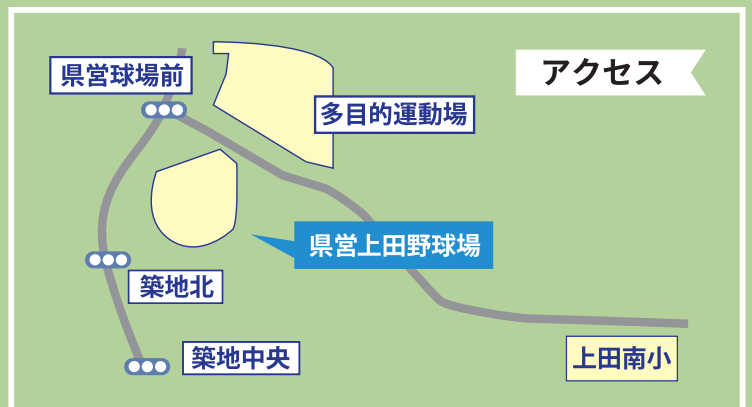 県営球場前
アクセス
多目的運動場
県営上田野球場
築地北
築地中央
上田南小